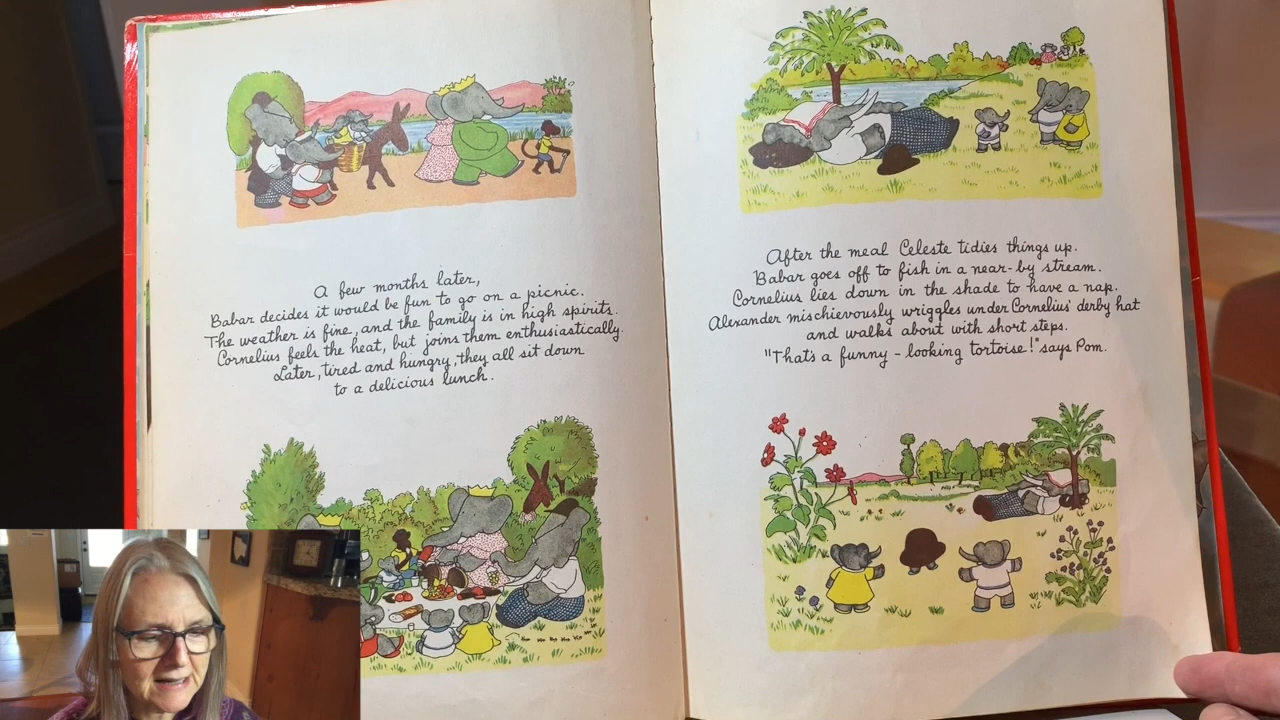 A few months later,
Babar decides it would be fun to go on a picnic.
The weather is fine, and the family is in high spirits.
Cornelius feels the heat, but joins them enthusiastically.
Later, tired and hungry, they all sit down
to a delicious lunch.
After the meal Celeste tidies things up.
Babar goes off to fish in a near-by stream.
Cornelius lies down in the shade to have a nap.
Alexander mischievously wriggles under Cornelius' derby hat
and walks about with short steps.
"That's a funny - looking tortoise!" says Pom.